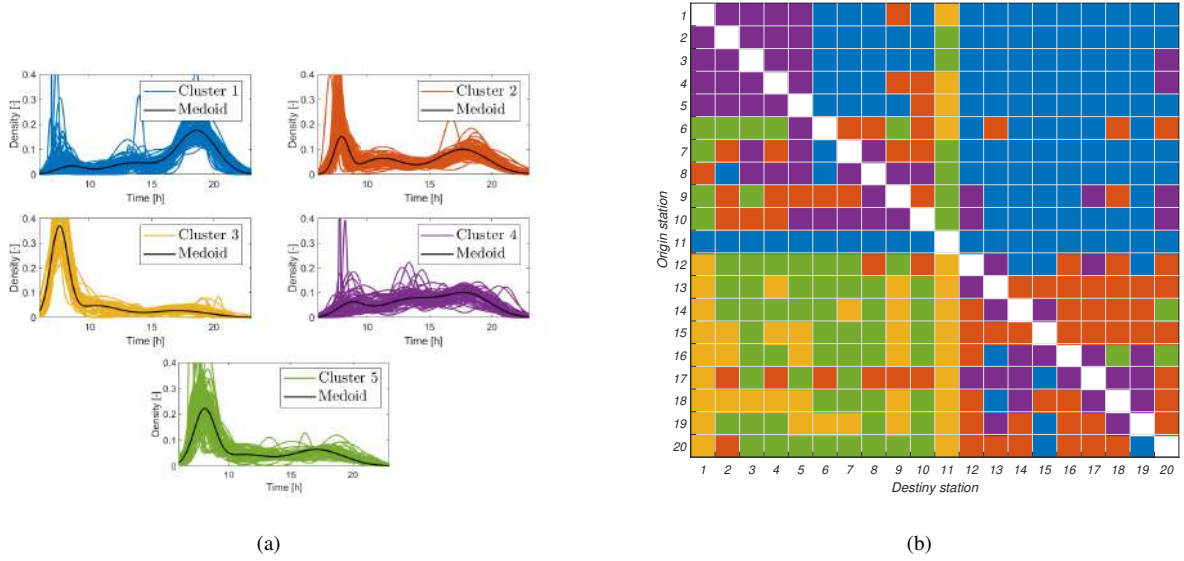 0.4
0.3
0.2
0.1
0
Density [-]
Cluster 1
Medoid
10
15
20
Time [h]
0.4
0.3
0.2
0.1
0
Density [-]
Cluster 2
Medoid
10
15
20
Time [h]
0.4
0.3
0.2
0.1
0
Density [-]
Cluster 3
Medoid
10
15
20
Time [h]
0.4
0.3
0.2
0.1
0
Density [-]
Cluster 4
Medoid
10
15
20
Time [h]
0.4
0.3
0.2
0.1
0
Density [-]
Cluster 5
Medoid
10
15
20
Time [h]
(a)
Origin station
1
2
3
4
5
6
7
8
9
10
11
12
13
14
15
16
17
18
19
20
1 2 3 4 5 6 7 8 9 10 11 12 13 14 15 16 17 18 19 20
Destiny station
(b)